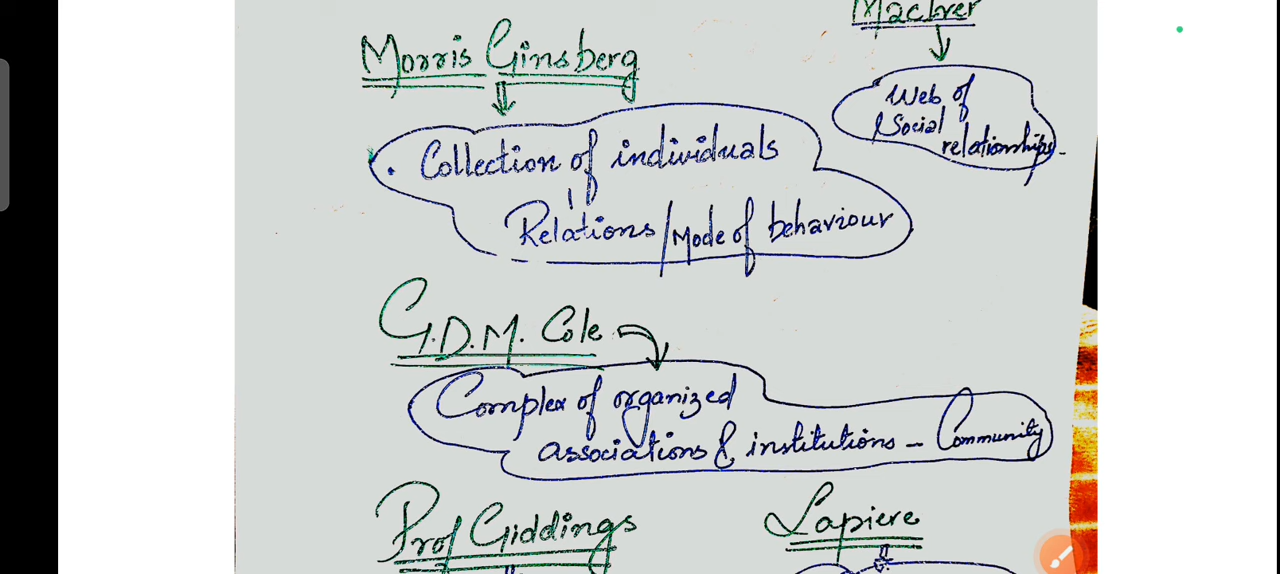 MacIver
Morris Ginsberg
Web of
Social
relationships
Collection of individuals
Relations/Mode of behaviour
G.D.M. Cole
Complex of organized
associations & institutions - Community
Prof Giddings
Lapiere